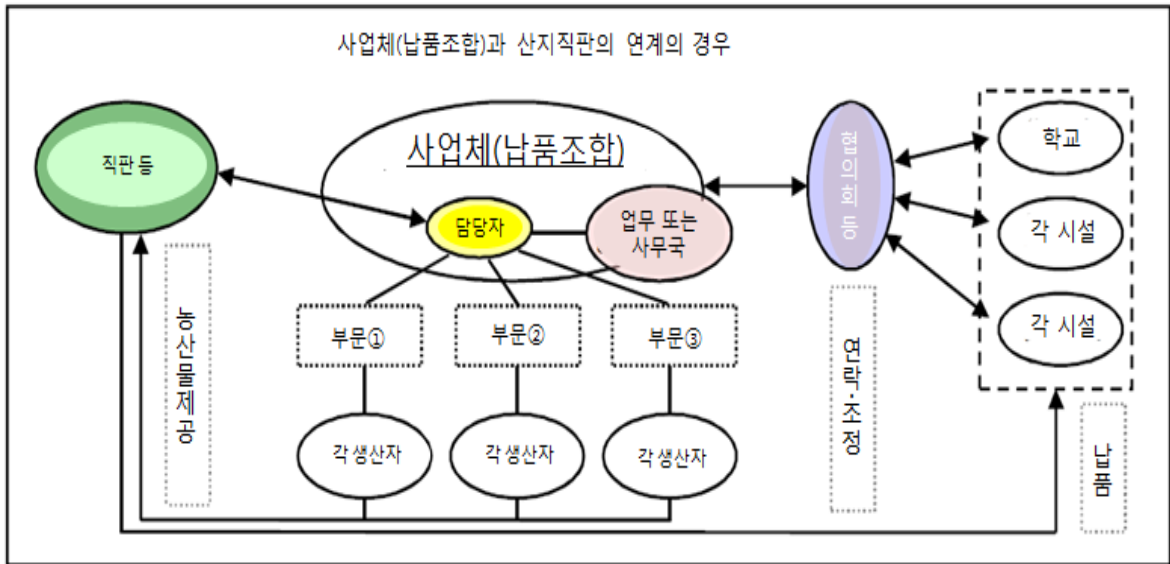 사업체(납품조합)과 산지직판의 연계의 경우
직판 등
사업체(납품조합)
담당자
업무 또는
사무국
협의회 등
학교
각 시설
각 시설
부문①
부문②
부문③
각 생산자
각 생산자
각 생산자
농산물제공
연락·조정
납품